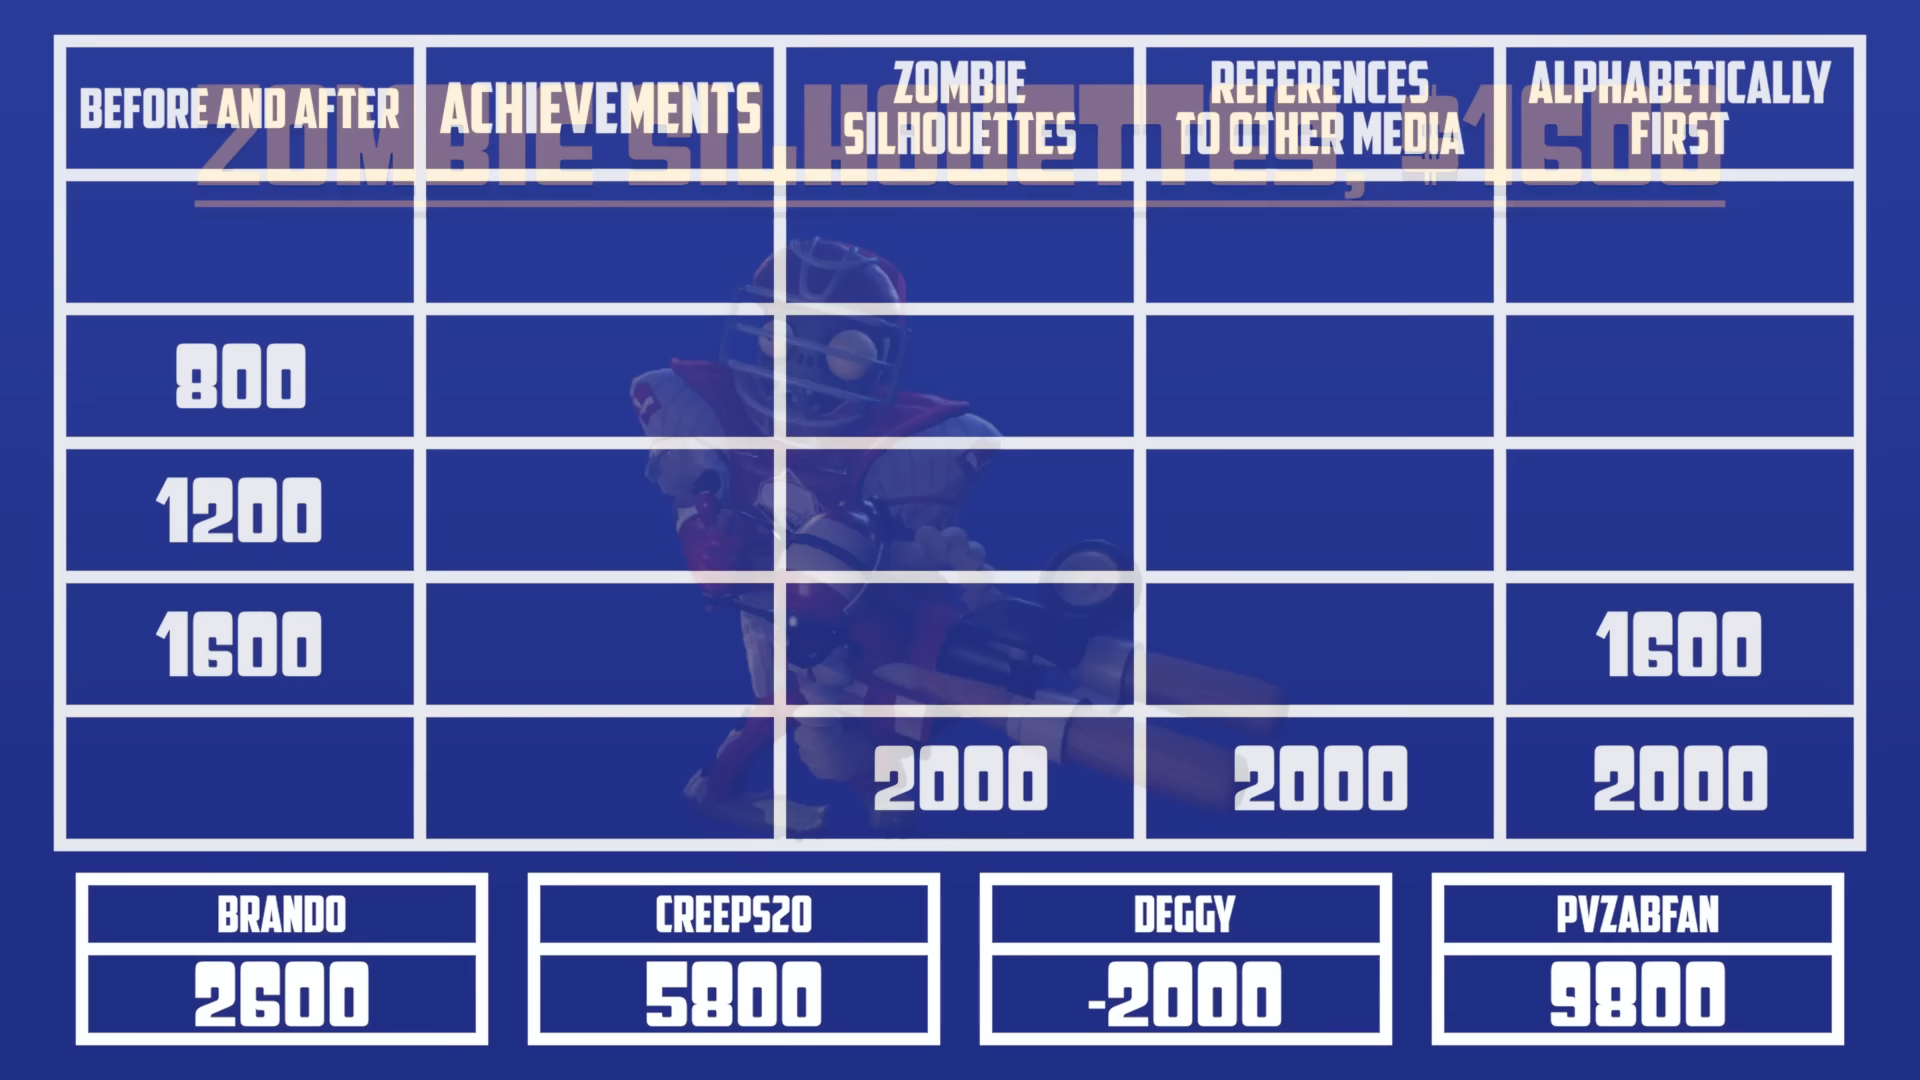 ZOMBIE SILHOUETTES, $1600
BEFORE AND AFTER
ACHIEVEMENTS
ZOMBIE
SILHOUETTES
REFERENCES
TO OTHER MEDIA
ALPHABETICALLY
FIRST
800
1200
1600
1600
2000
2000
2000
BRANDO
CREEPS20
DEGGY
PVZABFAN
2600
5800
-2000
9800